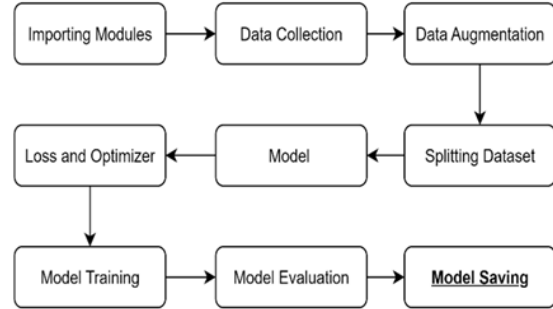 Importing Modules
Data Collection
Data Augmentation
Splitting Dataset
Model
Loss and Optimizer
Model Training
Model Evaluation
Model Saving